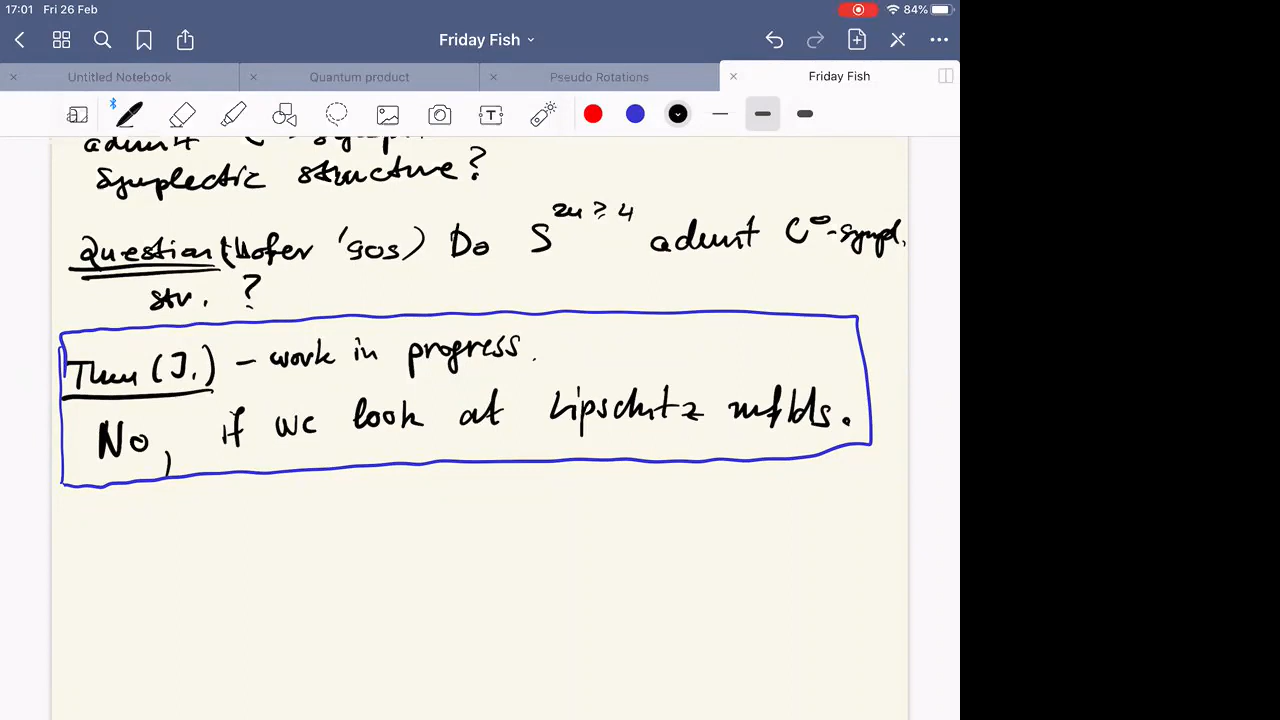 17:01 Fri 26 Feb
84%
Friday Fish
Untitled Notebook
Quantum product
Pseudo Rotations
Friday Fish
T
admit C
symplectic structure?
Question (Hofer '90s) Do S^{2n ≥ 4} admit C^0-sympl.
str. ?
Thm (J.) - work in progress.
No, if we look at Lipschitz mflds.